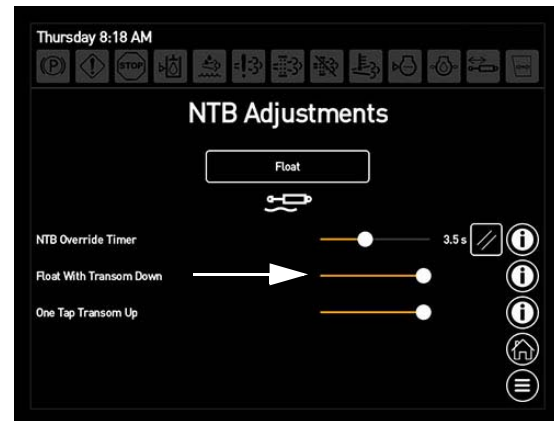 Thursday 8:18 AM
(P)
STOP
NTB Adjustments
Float
NTB Override Timer 3.5 s
Float With Transom Down
One Tap Transom Up